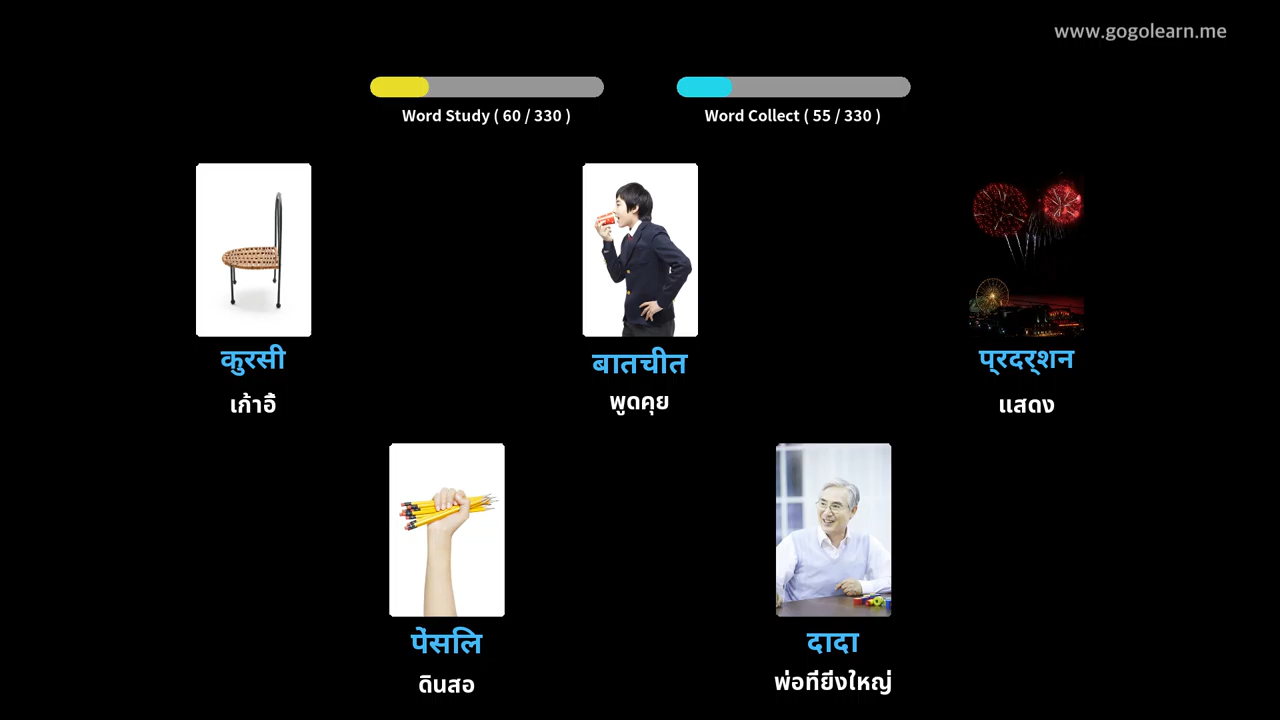 www.gogolearn.me
Word Study ( 60 / 330 )
Word Collect ( 55 / 330 )
कुरसी
เก้าอี้
बातचीत
พูดคุย
प्रदर्शन
แสดง
पेंसलि
ดินสอ
दादा
พ่อที่ยิ่งใหญ่